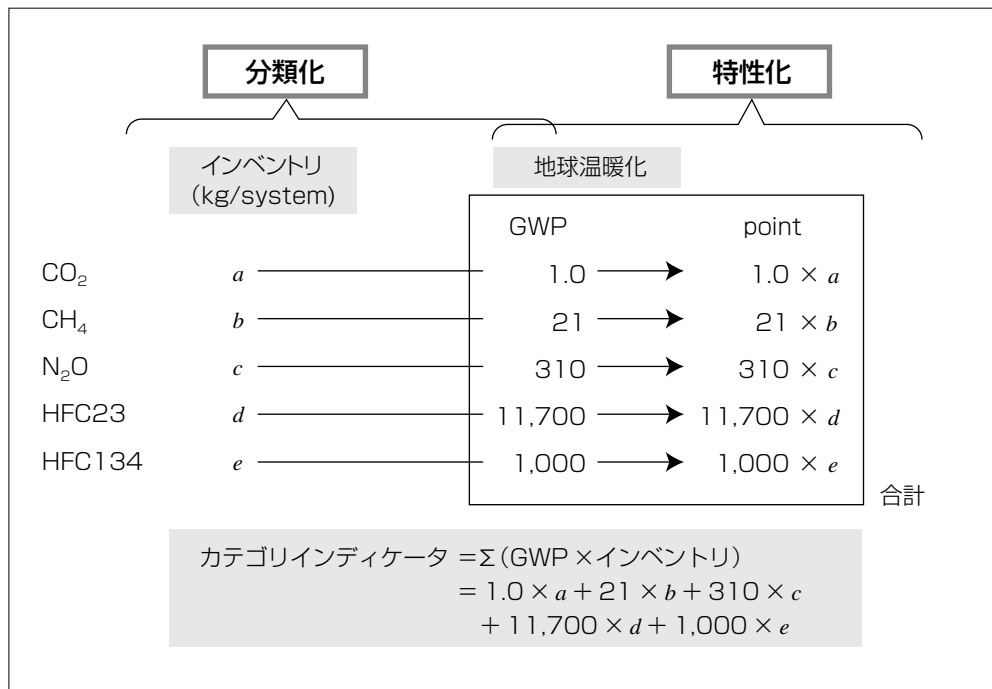 分類化 特性化
インベントリ
(kg/system)
地球温暖化
GWP point
CO₂ a 1.0 1.0 × a
CH₄ b 21 21 × b
N₂O c 310 310 × c
HFC23 d 11,700 11,700 × d
HFC134 e 1,000 1,000 × e
合計
カテゴリインディケータ =Σ(GWP×インベントリ)
= 1.0 × a + 21 × b + 310 × c
+ 11,700 × d + 1,000 × e